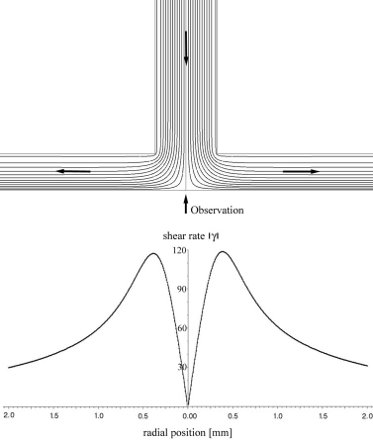 Observation
shear rate |γ|
120
90
60
30
2.0 1.5 1.0 0.5 0.00 0.5 1.0 1.5 2.0
radial position [mm]